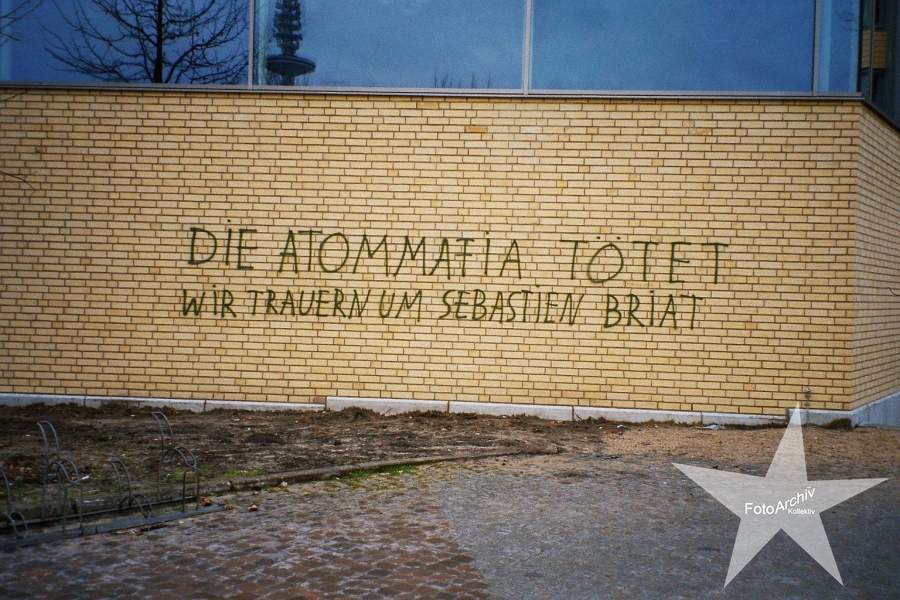 DiE ATOMMAFiA TÖTET
WiR TRAUERN UM SEBASTiEN BRiAT
FotoArchiv
Kollektiv